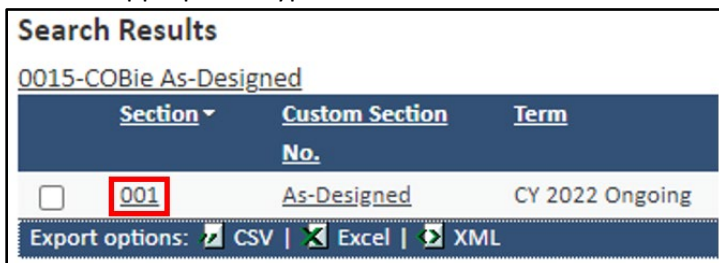 Search Results
0015-COBie As-Designed
Section Custom Section No. Term
001 As-Designed CY 2022 Ongoing
Export options: CSV | Excel | XML